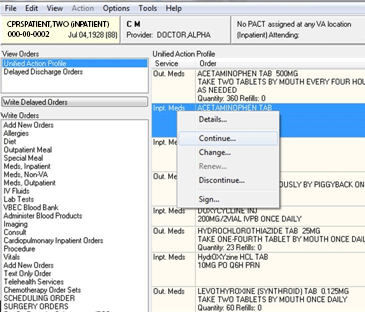 File Edit View Action Options Tools Help
CPRSPATIENT,TWO (INPATIENT)
000-00-0002 Jul 04,1928 (88)
C M
Provider: DOCTOR,ALPHA
No PACT assigned at any VA location
(Inpatient) Attending:
View Orders
Unified Action Profile
Delayed Discharge Orders
Write Delayed Orders
Write Orders
Add New Orders
Allergies
Diet
Outpatient Meal
Special Meal
Meds, Inpatient
Meds, Non-VA
Meds, Outpatient
IV Fluids
VBEC Blood Bank
Administer Blood Products
Imaging
Consult
Cardiopulmonary Inpatient Orders
Procedure
Vitals
Add New Orders
Text Only Order
Telehealth Services
Chemotherapy Order Sets
SCHEDULING ORDER
SURGERY ORDERS
Unified Action Profile
Service Order
Out. Meds ACETAMINOPHEN TAB 500MG
TAKE TWO TABLETS BY MOUTH EVERY FOUR HOU
AS NEEDED
Quantity: 360 Refills: 0
Inpt. Meds ACETAMINOPHEN TAB
Details...
Continue...
Change...
Renew...
Discontinue...
Sign...
Inpt. Me
Out. Me
OUSLY BY PIGGYBACK
Inpt. Meds DOXYCYCLINE INJ
200MG/2VIAL IVPB ONCE DAILY
Out. Meds HYDROCHLOROTHIAZIDE TAB 25MG
TAKE ONE-FOURTH TABLET BY MOUTH ONCE DAILY
Quantity: 23 Refills: 0
Inpt. Meds HydrOXYzine HCL TAB
10MG PO Q6H PRN
Out. Meds LEVOTHYROXINE (SYNTHROID) TAB 0.125MG
TAKE TWO TABLETS BY MOUTH ONCE DAILY
Quantity: 60 Refills: 0